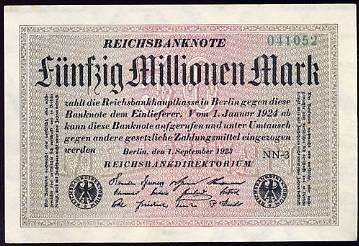 REICHSBANKNOTE
041052
Fünfzig Millionen Mark
zahlt die Reichsbankhauptkasse in Berlin gegen diese
Banknote dem Einlieferer. Vom 1. Januar 1924 ab
kann diese Banknote aufgerufen und unter Umtausch
gegen andere gesetzliche Zahlungsmittel eingezogen
werden
Berlin, den 1. September 1923
NN-3
REICHSBANKDIREKTORIUM